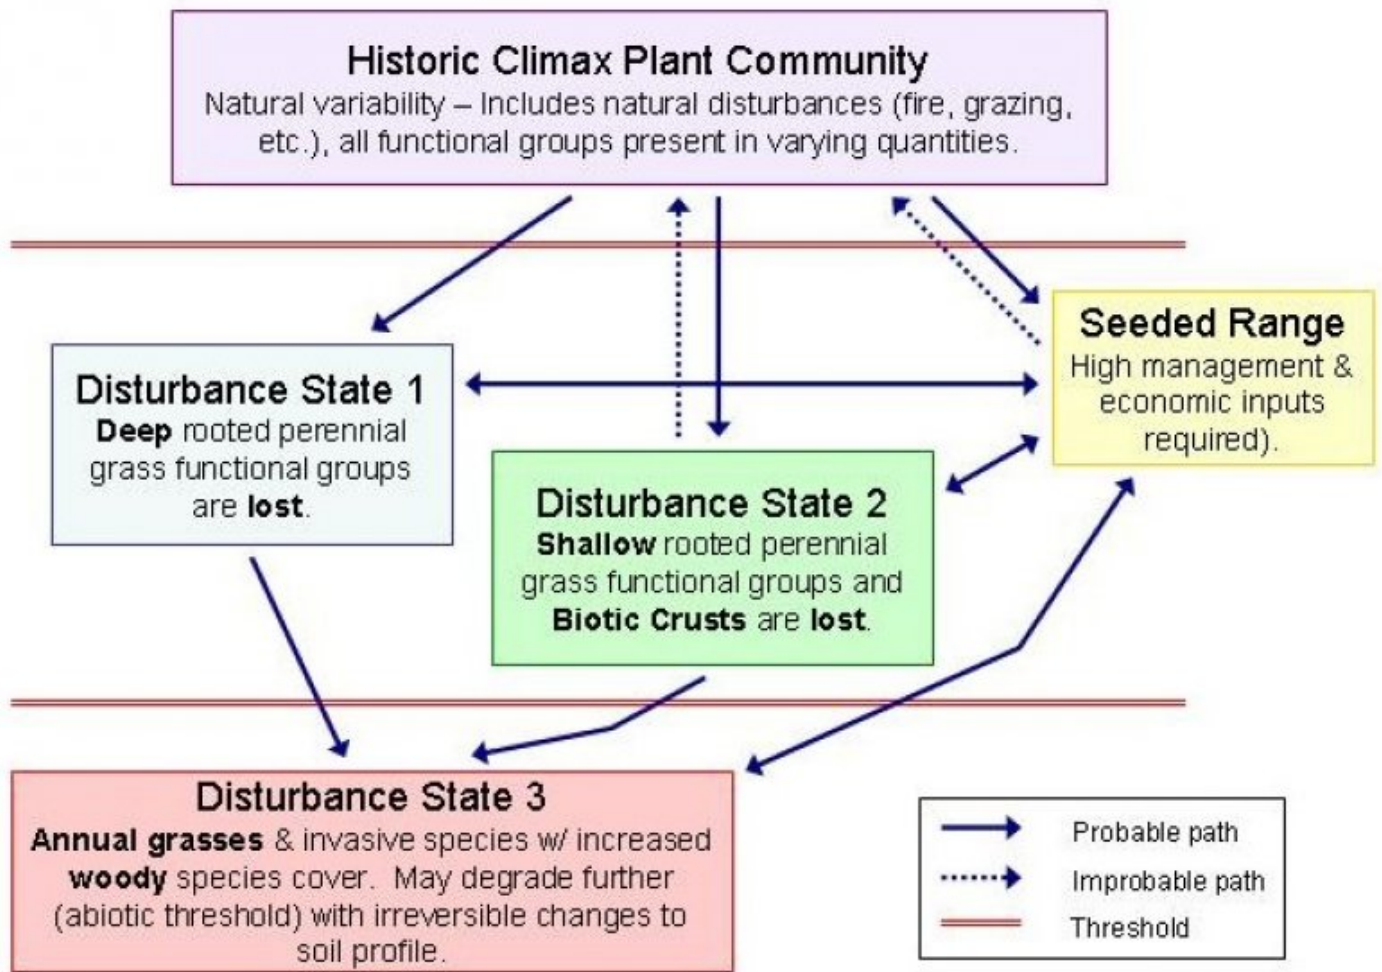 Historic Climax Plant Community
Natural variability – Includes natural disturbances (fire, grazing,
etc.), all functional groups present in varying quantities.
Seeded Range
High management &
economic inputs
required).
Disturbance State 1
Deep rooted perennial
grass functional groups
are lost.
Disturbance State 2
Shallow rooted perennial
grass functional groups and
Biotic Crusts are lost.
Disturbance State 3
Annual grasses & invasive species w/ increased
woody species cover. May degrade further
(abiotic threshold) with irreversible changes to
soil profile.
Probable path
Improbable path
Threshold